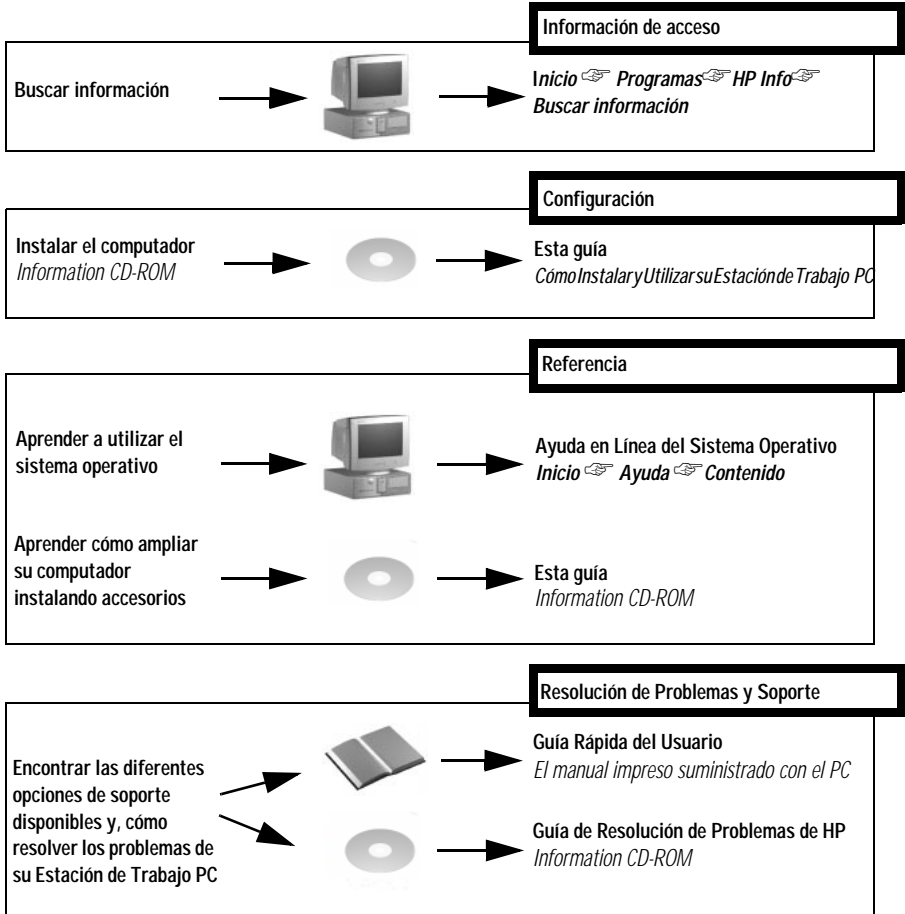 Información de acceso
Buscar información
Inicio ☞ Programas ☞ HP Info ☞
Buscar información
Configuración
Instalar el computador
Information CD-ROM
Esta guía
Cómo Instalar y Utilizar su Estación de Trabajo PC
Referencia
Aprender a utilizar el
sistema operativo
Ayuda en Línea del Sistema Operativo
Inicio ☞ Ayuda ☞ Contenido
Aprender cómo ampliar
su computador
instalando accesorios
Esta guía
Information CD-ROM
Resolución de Problemas y Soporte
Encontrar las diferentes
opciones de soporte
disponibles y, cómo
resolver los problemas de
su Estación de Trabajo PC
Guía Rápida del Usuario
El manual impreso suministrado con el PC
Guía de Resolución de Problemas de HP
Information CD-ROM